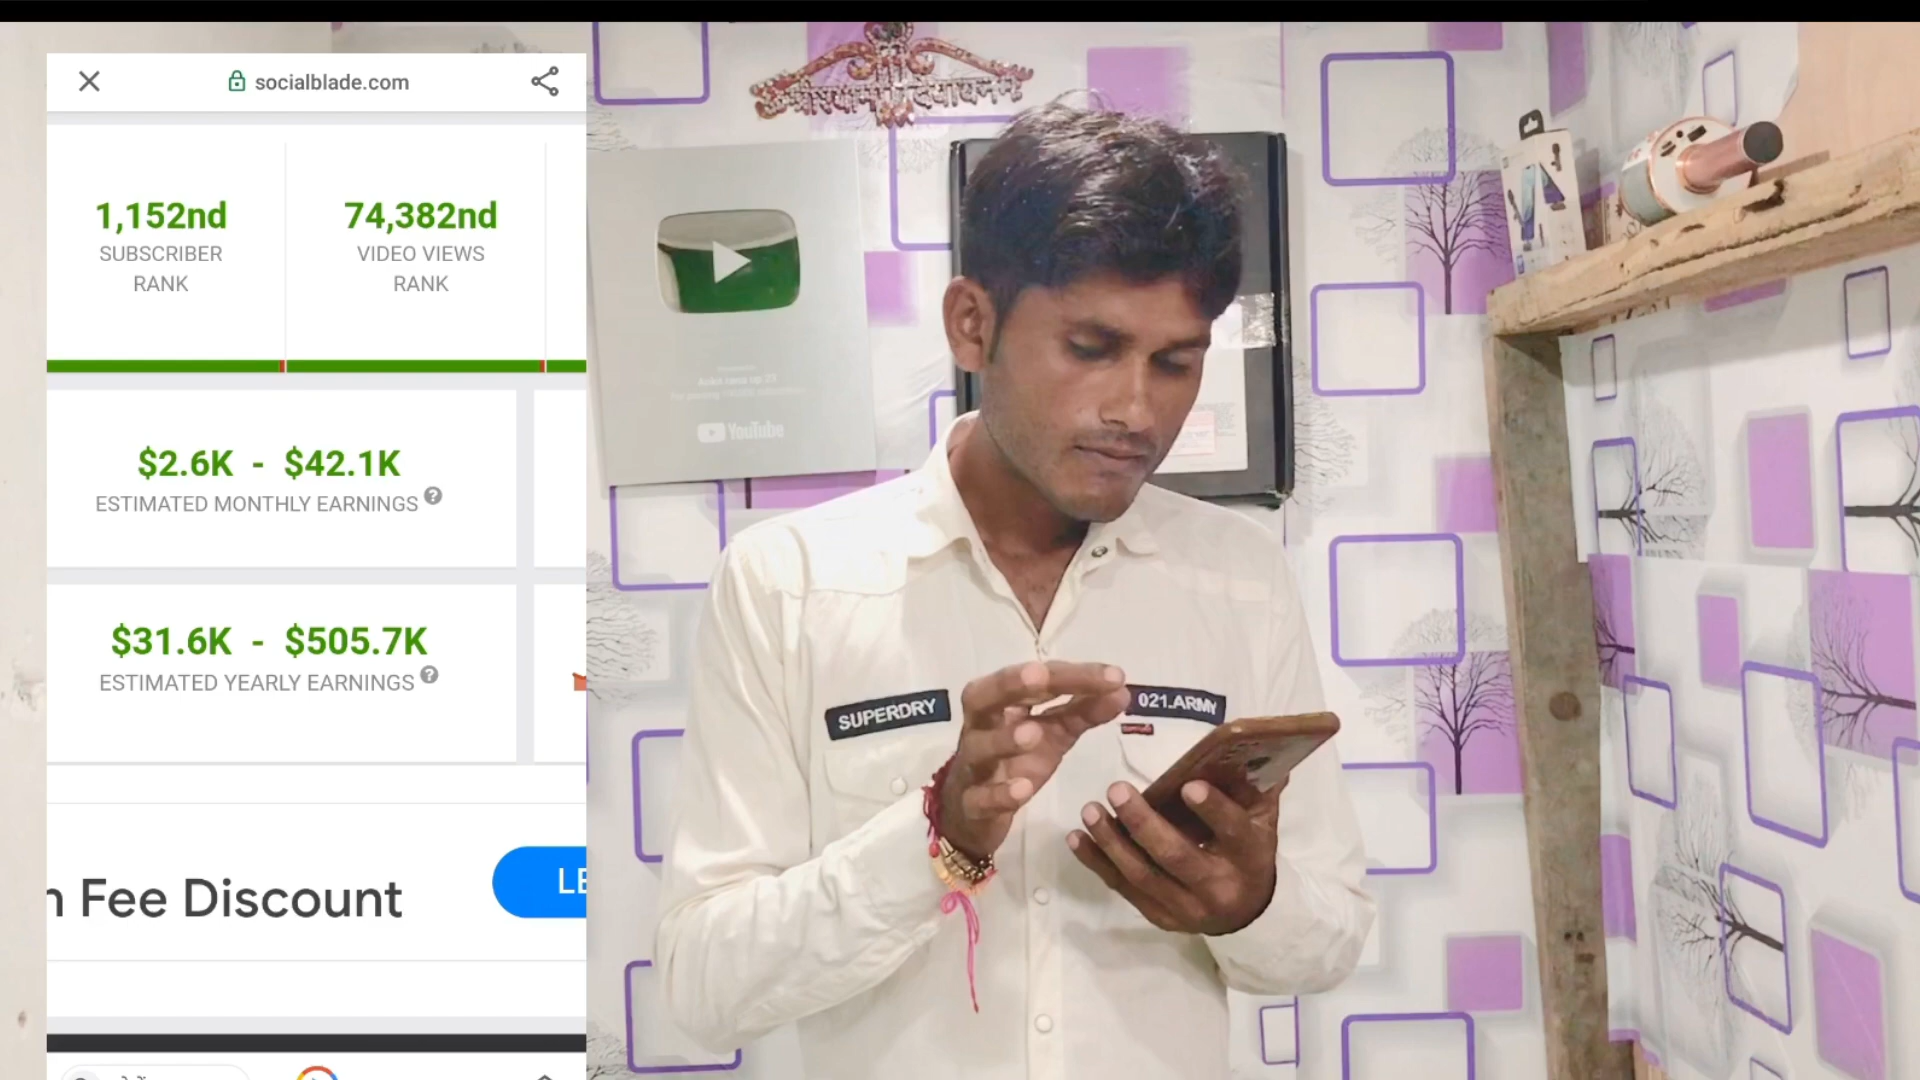 socialblade.com
1,152nd
SUBSCRIBER
RANK
74,382nd
VIDEO VIEWS
RANK
$2.6K - $42.1K
ESTIMATED MONTHLY EARNINGS
$31.6K - $505.7K
ESTIMATED YEARLY EARNINGS
n Fee Discount
LE
YouTube
SUPERDRY
021.ARMY